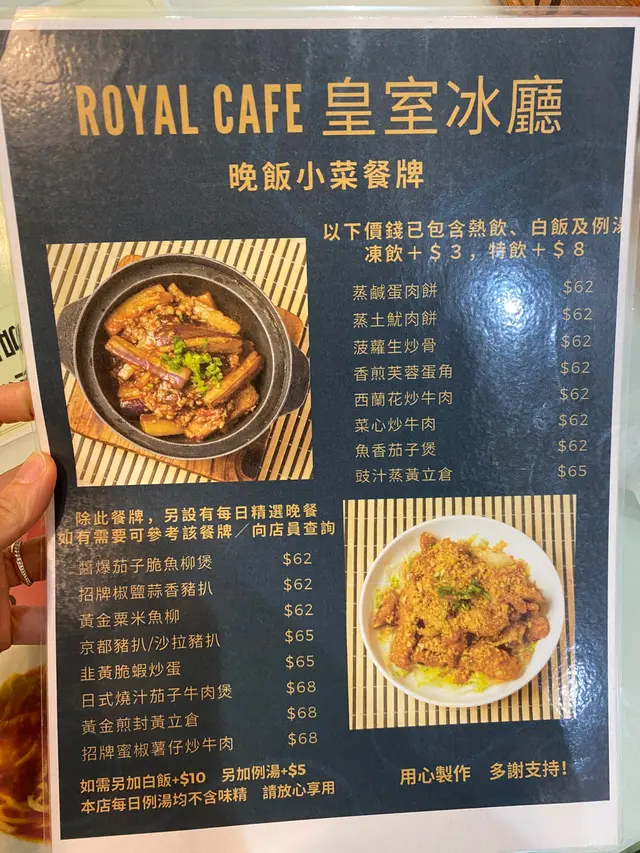 ROYAL CAFE 皇室冰廳
晚飯小菜餐牌
以下價錢已包含熱飲、白飯及例湯
凍飲+$3, 特飲+$8
蒸鹹蛋肉餅 $62
蒸土魷肉餅 $62
菠蘿生炒骨 $62
香煎芙蓉蛋角 $62
西蘭花炒牛肉 $62
菜心炒牛肉 $62
魚香茄子煲 $62
豉汁蒸黃立倉 $65
除此餐牌，另設有每日精選晚餐
如有需要可參考該餐牌/向店員查詢
醬爆茄子脆魚柳煲 $62
招牌椒鹽蒜香豬扒 $62
黃金粟米魚柳 $62
京都豬扒/沙拉豬扒 $65
韭黃脆蝦炒蛋 $65
日式燒汁茄子牛肉煲 $68
黃金煎封黃立倉 $68
招牌蜜椒薯仔炒牛肉 $68
如需另加白飯+$10 另加例湯+$5
本店每日例湯均不含味精 請放心享用
用心製作 多謝支持!